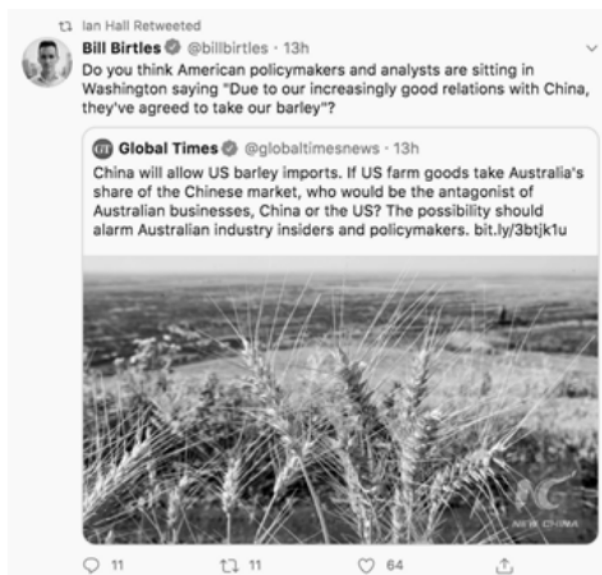 Ian Hall Retweeted
Bill Birtles @billbirtles · 13h
Do you think American policymakers and analysts are sitting in
Washington saying "Due to our increasingly good relations with China,
they've agreed to take our barley"?
GT Global Times @globaltimesnews · 13h
China will allow US barley imports. If US farm goods take Australia's
share of the Chinese market, who would be the antagonist of
Australian businesses, China or the US? The possibility should
alarm Australian industry insiders and policymakers. bit.ly/3btjk1u
NEW CHINA
11 11 64